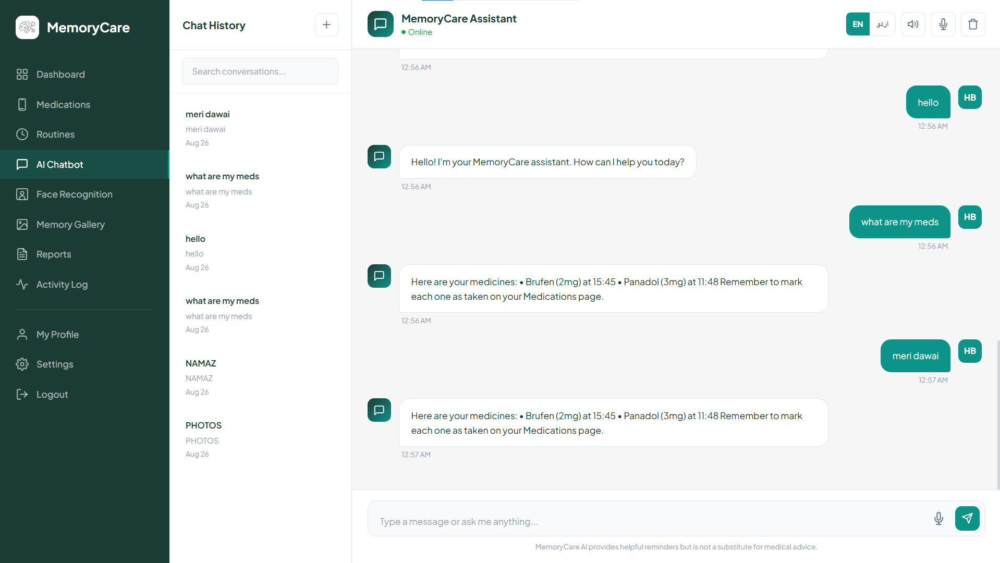 MemoryCare
Dashboard
Medications
Routines
AI Chatbot
Face Recognition
Memory Gallery
Reports
Activity Log
My Profile
Settings
Logout
Chat History
Search conversations...
meri dawai
meri dawai
Aug 26
what are my meds
what are my meds
Aug 26
hello
hello
Aug 26
what are my meds
what are my meds
Aug 26
NAMAZ
NAMAZ
Aug 26
PHOTOS
PHOTOS
Aug 26
MemoryCare Assistant
Online
EN اردو
12:56 AM
hello
HB
12:56 AM
Hello! I'm your MemoryCare assistant. How can I help you today?
12:56 AM
what are my meds
HB
12:56 AM
Here are your medicines: • Brufen (2mg) at 15:45 • Panadol (3mg) at 11:48 Remember to mark
each one as taken on your Medications page.
12:56 AM
meri dawai
HB
12:57 AM
Here are your medicines: • Brufen (2mg) at 15:45 • Panadol (3mg) at 11:48 Remember to mark
each one as taken on your Medications page.
12:57 AM
Type a message or ask me anything...
MemoryCare AI provides helpful reminders but is not a substitute for medical advice.